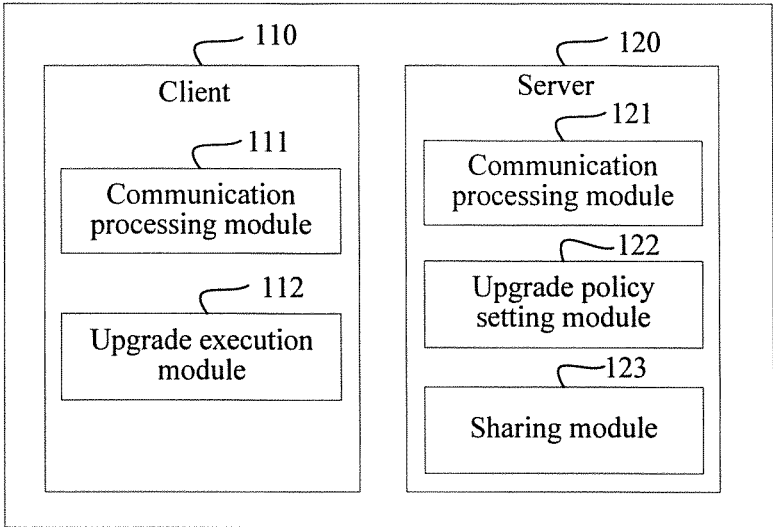 110
Client
111
Communication
processing module
112
Upgrade execution
module
120
Server
121
Communication
processing module
122
Upgrade policy
setting module
123
Sharing module